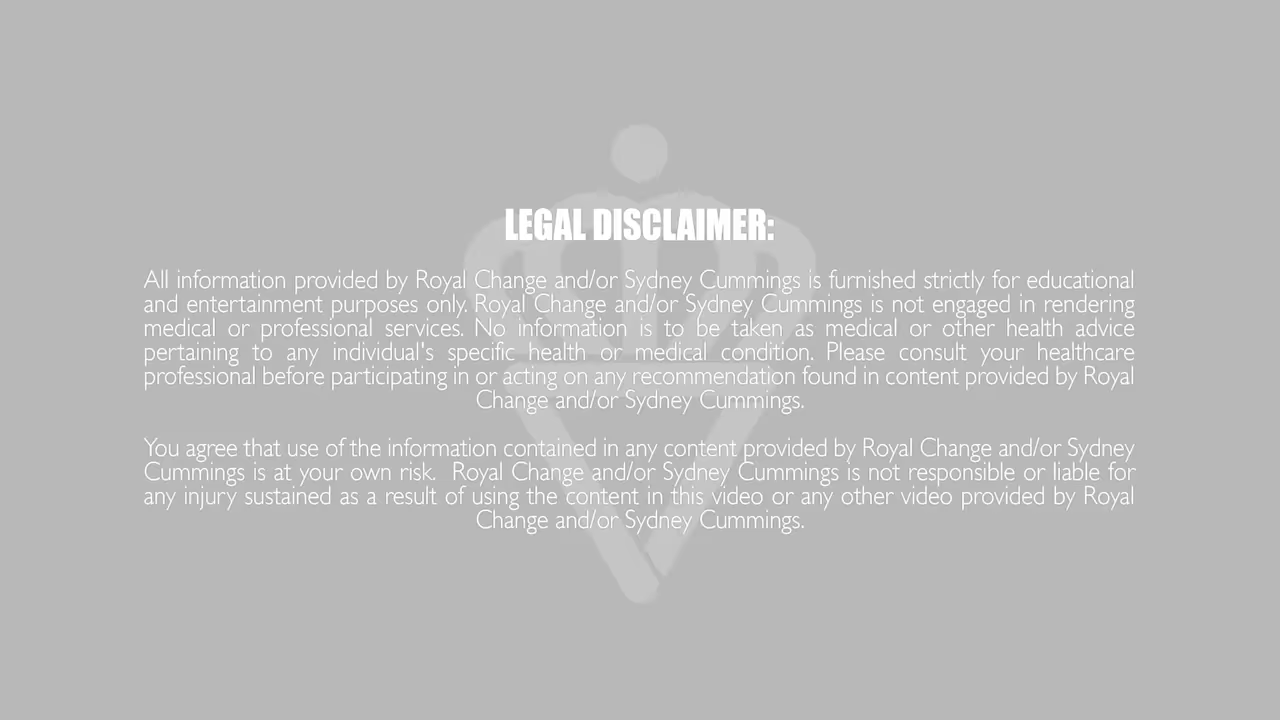 LEGAL DISCLAIMER:
All information provided by Royal Change and/or Sydney Cummings is furnished strictly for educational
and entertainment purposes only. Royal Change and/or Sydney Cummings is not engaged in rendering
medical or professional services. No information is to be taken as medical or other health advice
pertaining to any individual's specific health or medical condition. Please consult your healthcare
professional before participating in or acting on any recommendation found in content provided by Royal
Change and/or Sydney Cummings.
You agree that use of the information contained in any content provided by Royal Change and/or Sydney
Cummings is at your own risk. Royal Change and/or Sydney Cummings is not responsible or liable for
any injury sustained as a result of using the content in this video or any other video provided by Royal
Change and/or Sydney Cummings.